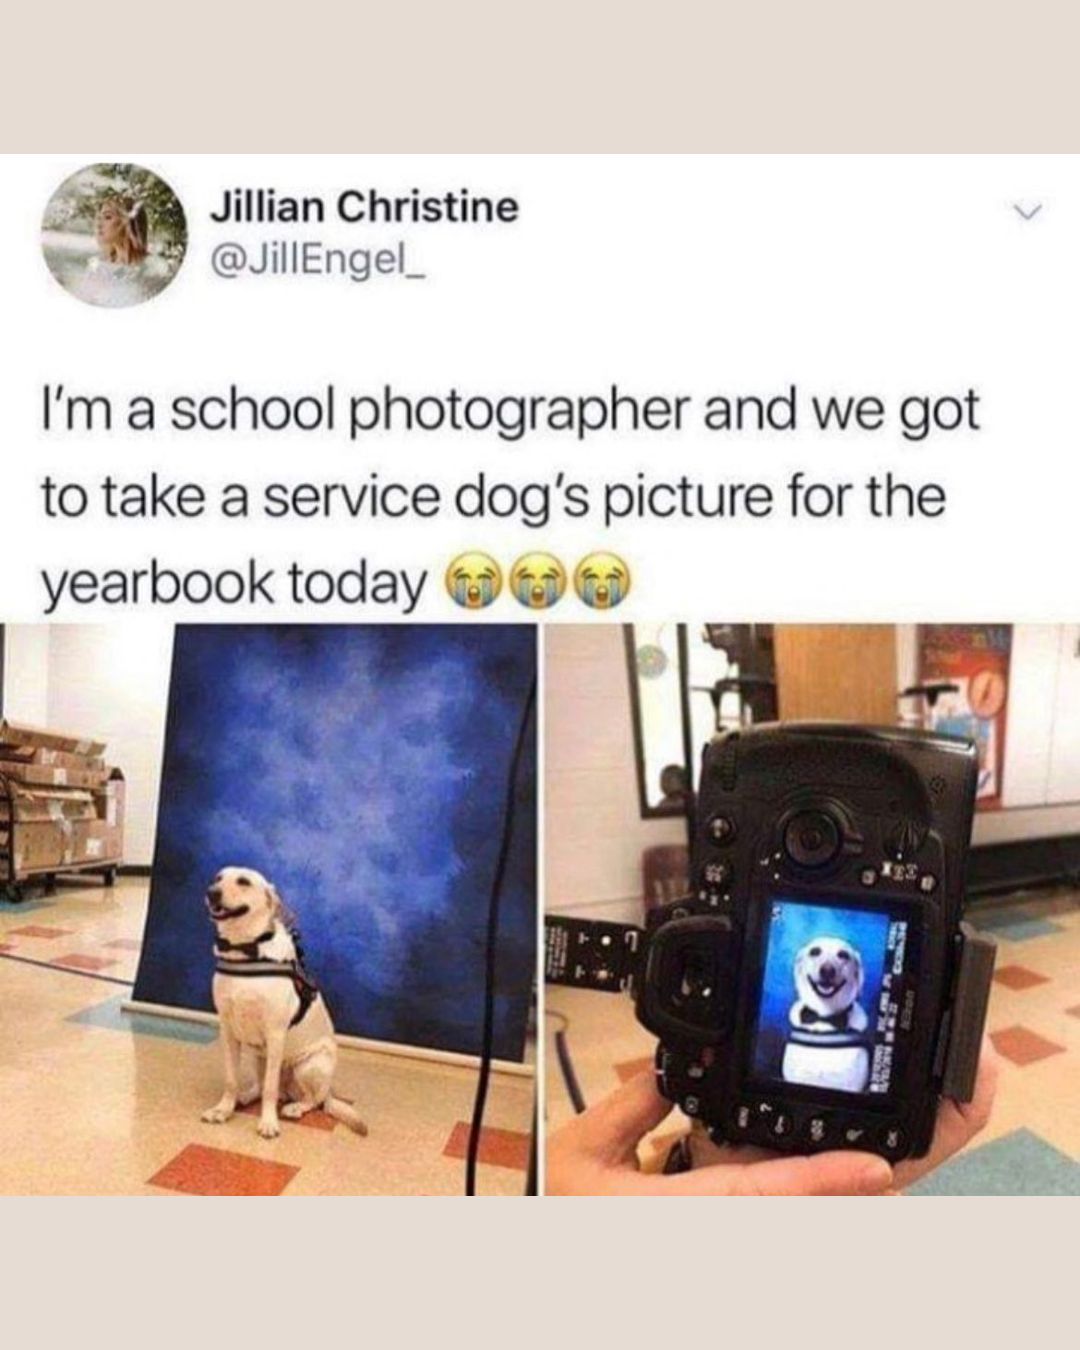 Jillian Christine
@JillEngel_
I'm a school photographer and we got
to take a service dog's picture for the
yearbook today 😭😭😭